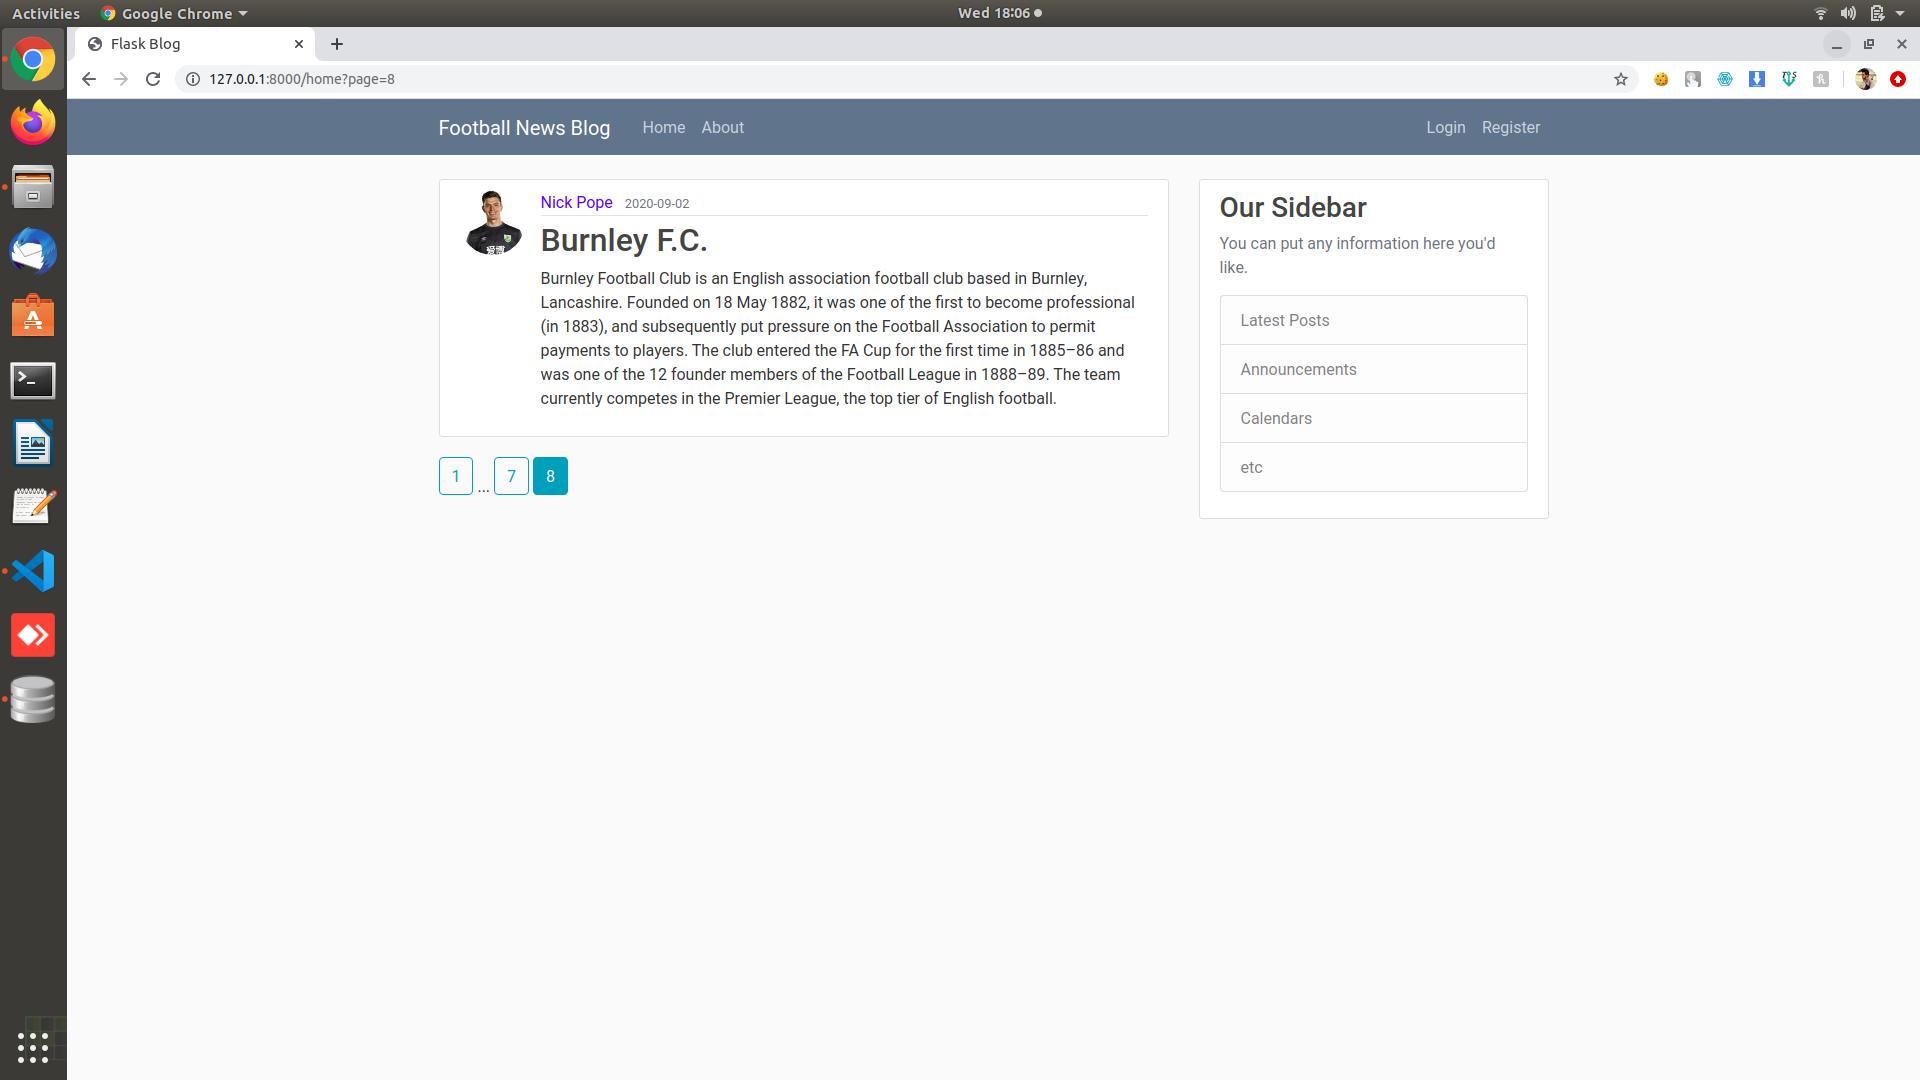 Activities
Google Chrome
Wed 18:06
Flask Blog
127.0.0.1:8000/home?page=8
Football News Blog
Home
About
Login
Register
Nick Pope 2020-09-02
Burnley F.C.
Burnley Football Club is an English association football club based in Burnley,
Lancashire. Founded on 18 May 1882, it was one of the first to become professional
(in 1883), and subsequently put pressure on the Football Association to permit
payments to players. The club entered the FA Cup for the first time in 1885–86 and
was one of the 12 founder members of the Football League in 1888–89. The team
currently competes in the Premier League, the top tier of English football.
1 ... 7 8
Our Sidebar
You can put any information here you'd
like.
Latest Posts
Announcements
Calendars
etc